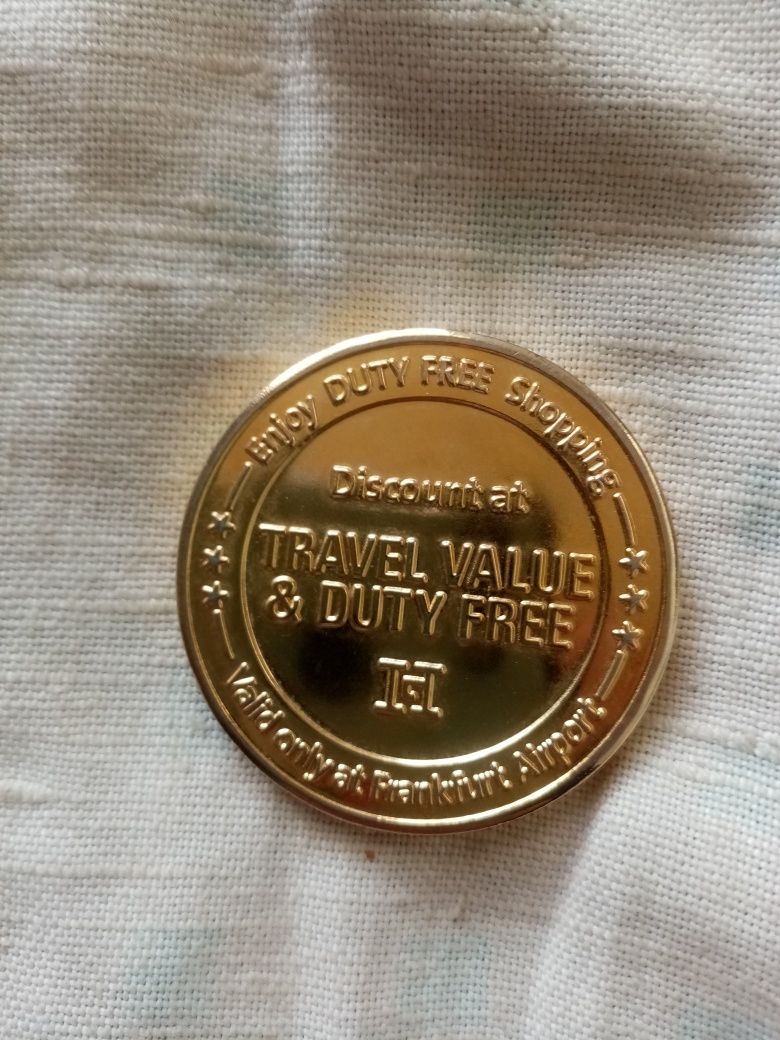 Enjoy DUTY FREE Shopping
Discount at
TRAVEL VALUE
& DUTY FREE
Valid only at Frankfurt Airport